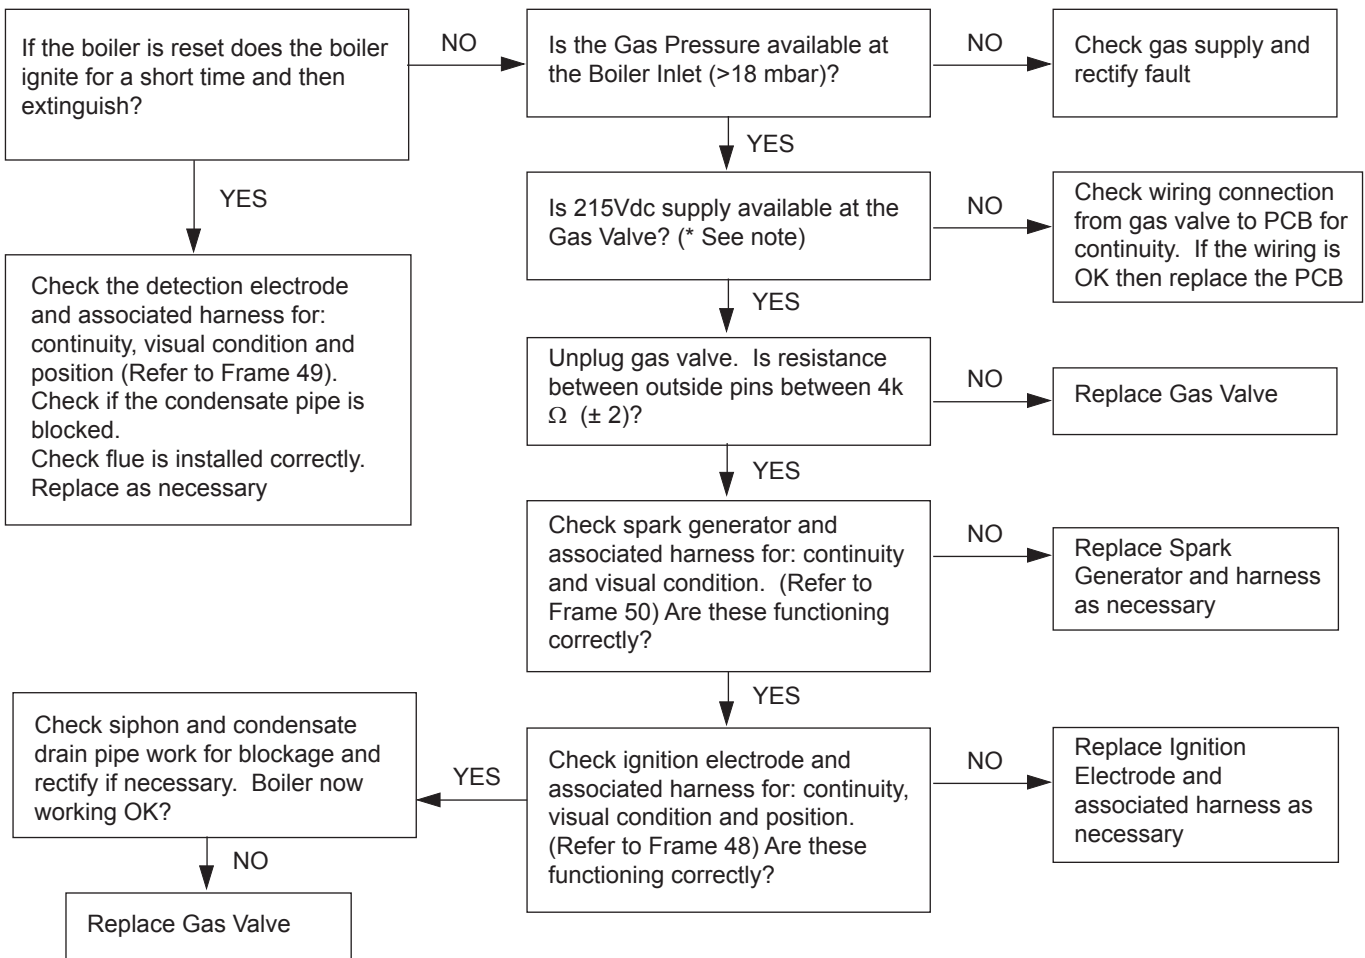 If the boiler is reset does the boiler
ignite for a short time and then
extinguish?
NO
Is the Gas Pressure available at
the Boiler Inlet (>18 mbar)?
NO
Check gas supply and
rectify fault
YES
YES
Is 215Vdc supply available at the
Gas Valve? (* See note)
NO
Check wiring connection
from gas valve to PCB for
continuity. If the wiring is
OK then replace the PCB
Check the detection electrode
and associated harness for:
continuity, visual condition and
position (Refer to Frame 49).
Check if the condensate pipe is
blocked.
Check flue is installed correctly.
Replace as necessary
YES
Unplug gas valve. Is resistance
between outside pins between 4k
Ω (± 2)?
NO
Replace Gas Valve
YES
Check spark generator and
associated harness for: continuity
and visual condition. (Refer to
Frame 50) Are these functioning
correctly?
NO
Replace Spark
Generator and harness
as necessary
YES
Check ignition electrode and
associated harness for: continuity,
visual condition and position.
(Refer to Frame 48) Are these
functioning correctly?
NO
Replace Ignition
Electrode and
associated harness as
necessary
YES
Check siphon and condensate
drain pipe work for blockage and
rectify if necessary. Boiler now
working OK?
NO
Replace Gas Valve